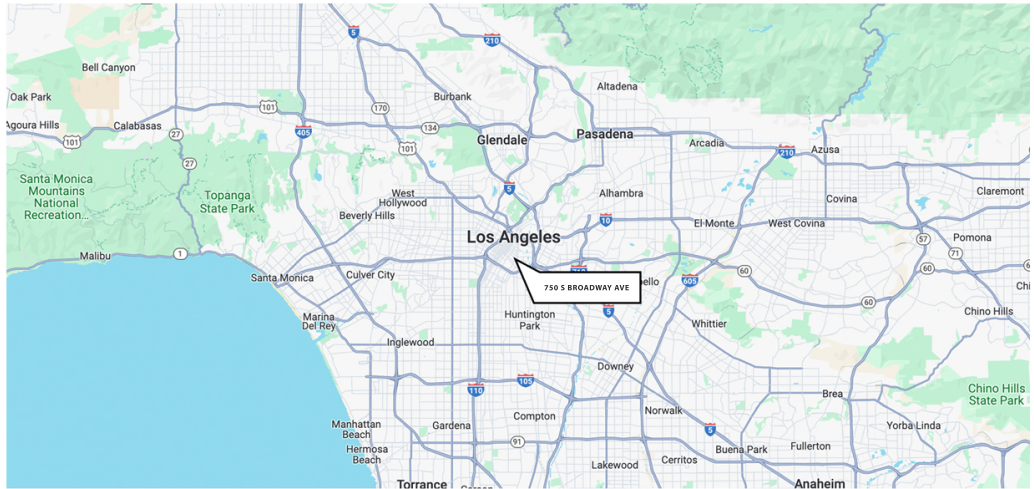 5
210
Bell Canyon
Altadena
Burbank
Oak Park
101
170
Agoura Hills
Calabasas
134
405
27
Glendale
Pasadena
101
101
Arcadia
210
Azusa
27
Santa Monica
Mountains
National
Recreation...
Topanga
State Park
5
West
Hollywood
Alhambra
Covina
Claremont
Beverly Hills
10
El Monte
West Covina
Los Angeles
57
Pomona
Malibu
1
71
60
60
Santa Monica
Culver City
605
750 S BROADWAY AVE
ello
60
Marina
Del Rey
Huntington
Park
5
Whittier
Chino Hills
Inglewood
Downey
105
110
Brea
Chino Hills
State Park
Manhattan
Beach
Gardena
Compton
Norwalk
Yorba Linda
5
91
Hermosa
Beach
Fullerton
Buena Park
Lakewood
Cerritos
Torrance
Anaheim